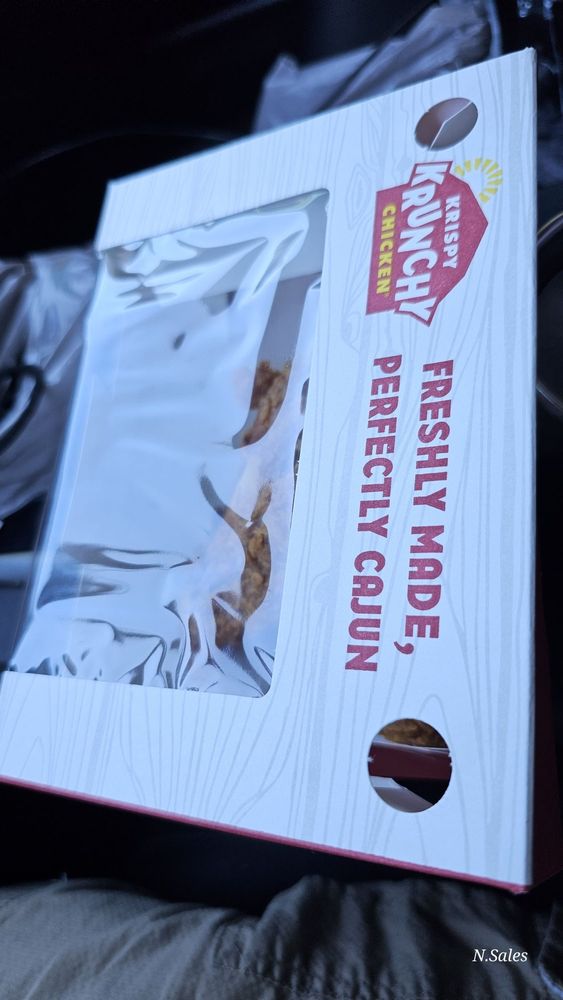 KRISPY
KRUNCHY
CHICKEN
FRESHLY MADE,
PERFECTLY CAJUN
N.Sales